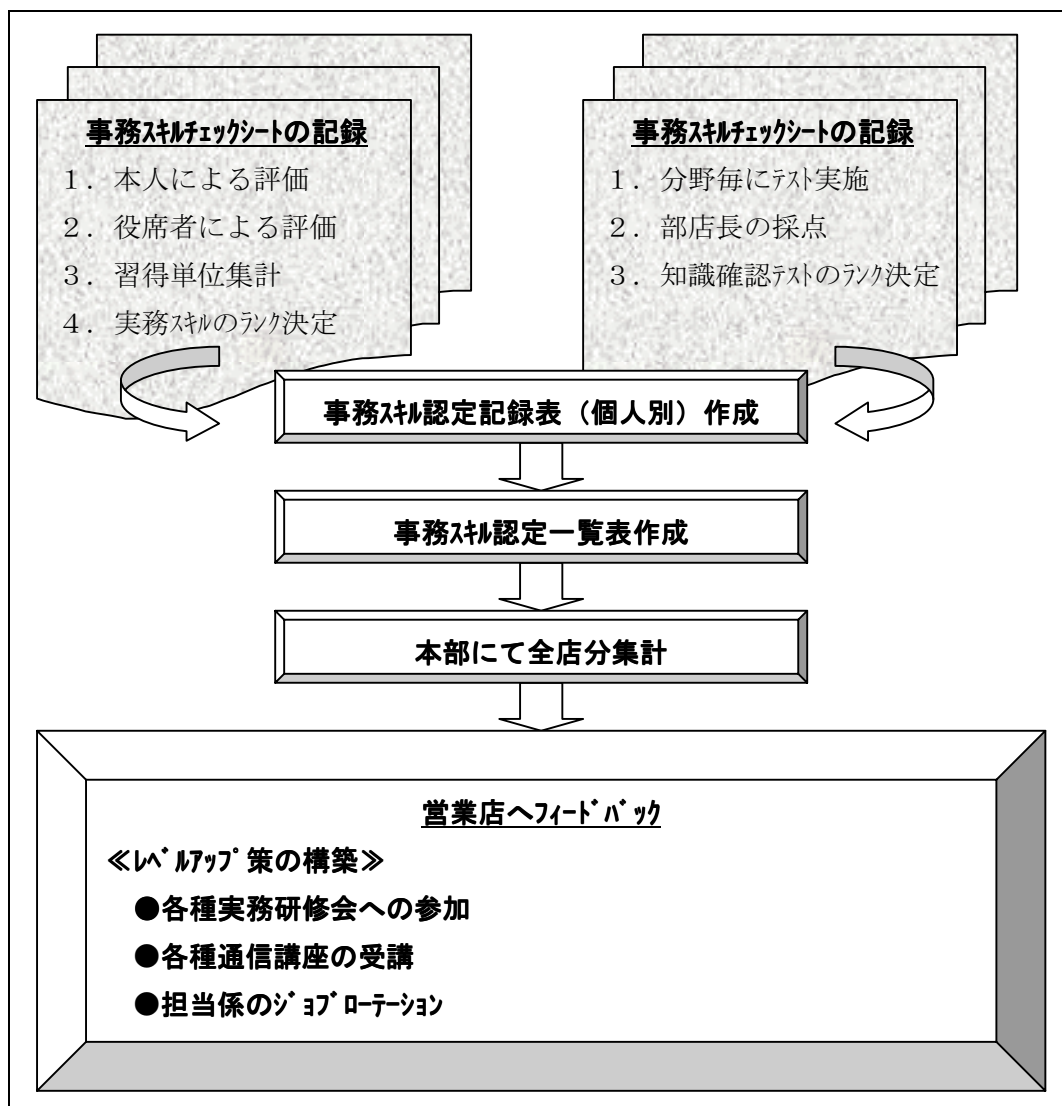 事務ｽｷﾙﾁｪｯｸｼｰﾄの記録
１．本人による評価
２．役席者による評価
３．習得単位集計
４．実務ｽｷﾙのﾗﾝｸ決定
事務ｽｷﾙﾁｪｯｸｼｰﾄの記録
１．分野毎にﾃｽﾄ実施
２．部店長の採点
３．知識確認ﾃｽﾄのﾗﾝｸ決定
事務ｽｷﾙ認定記録表（個人別）作成
事務ｽｷﾙ認定一覧表作成
本部にて全店分集計
営業店へﾌｨｰﾄﾞﾊﾞｯｸ
≪ﾚﾍﾞﾙｱｯﾌﾟ策の構築≫
●各種実務研修会への参加
●各種通信講座の受講
●担当係のｼﾞｮﾌﾞﾛｰﾃｰｼｮﾝ